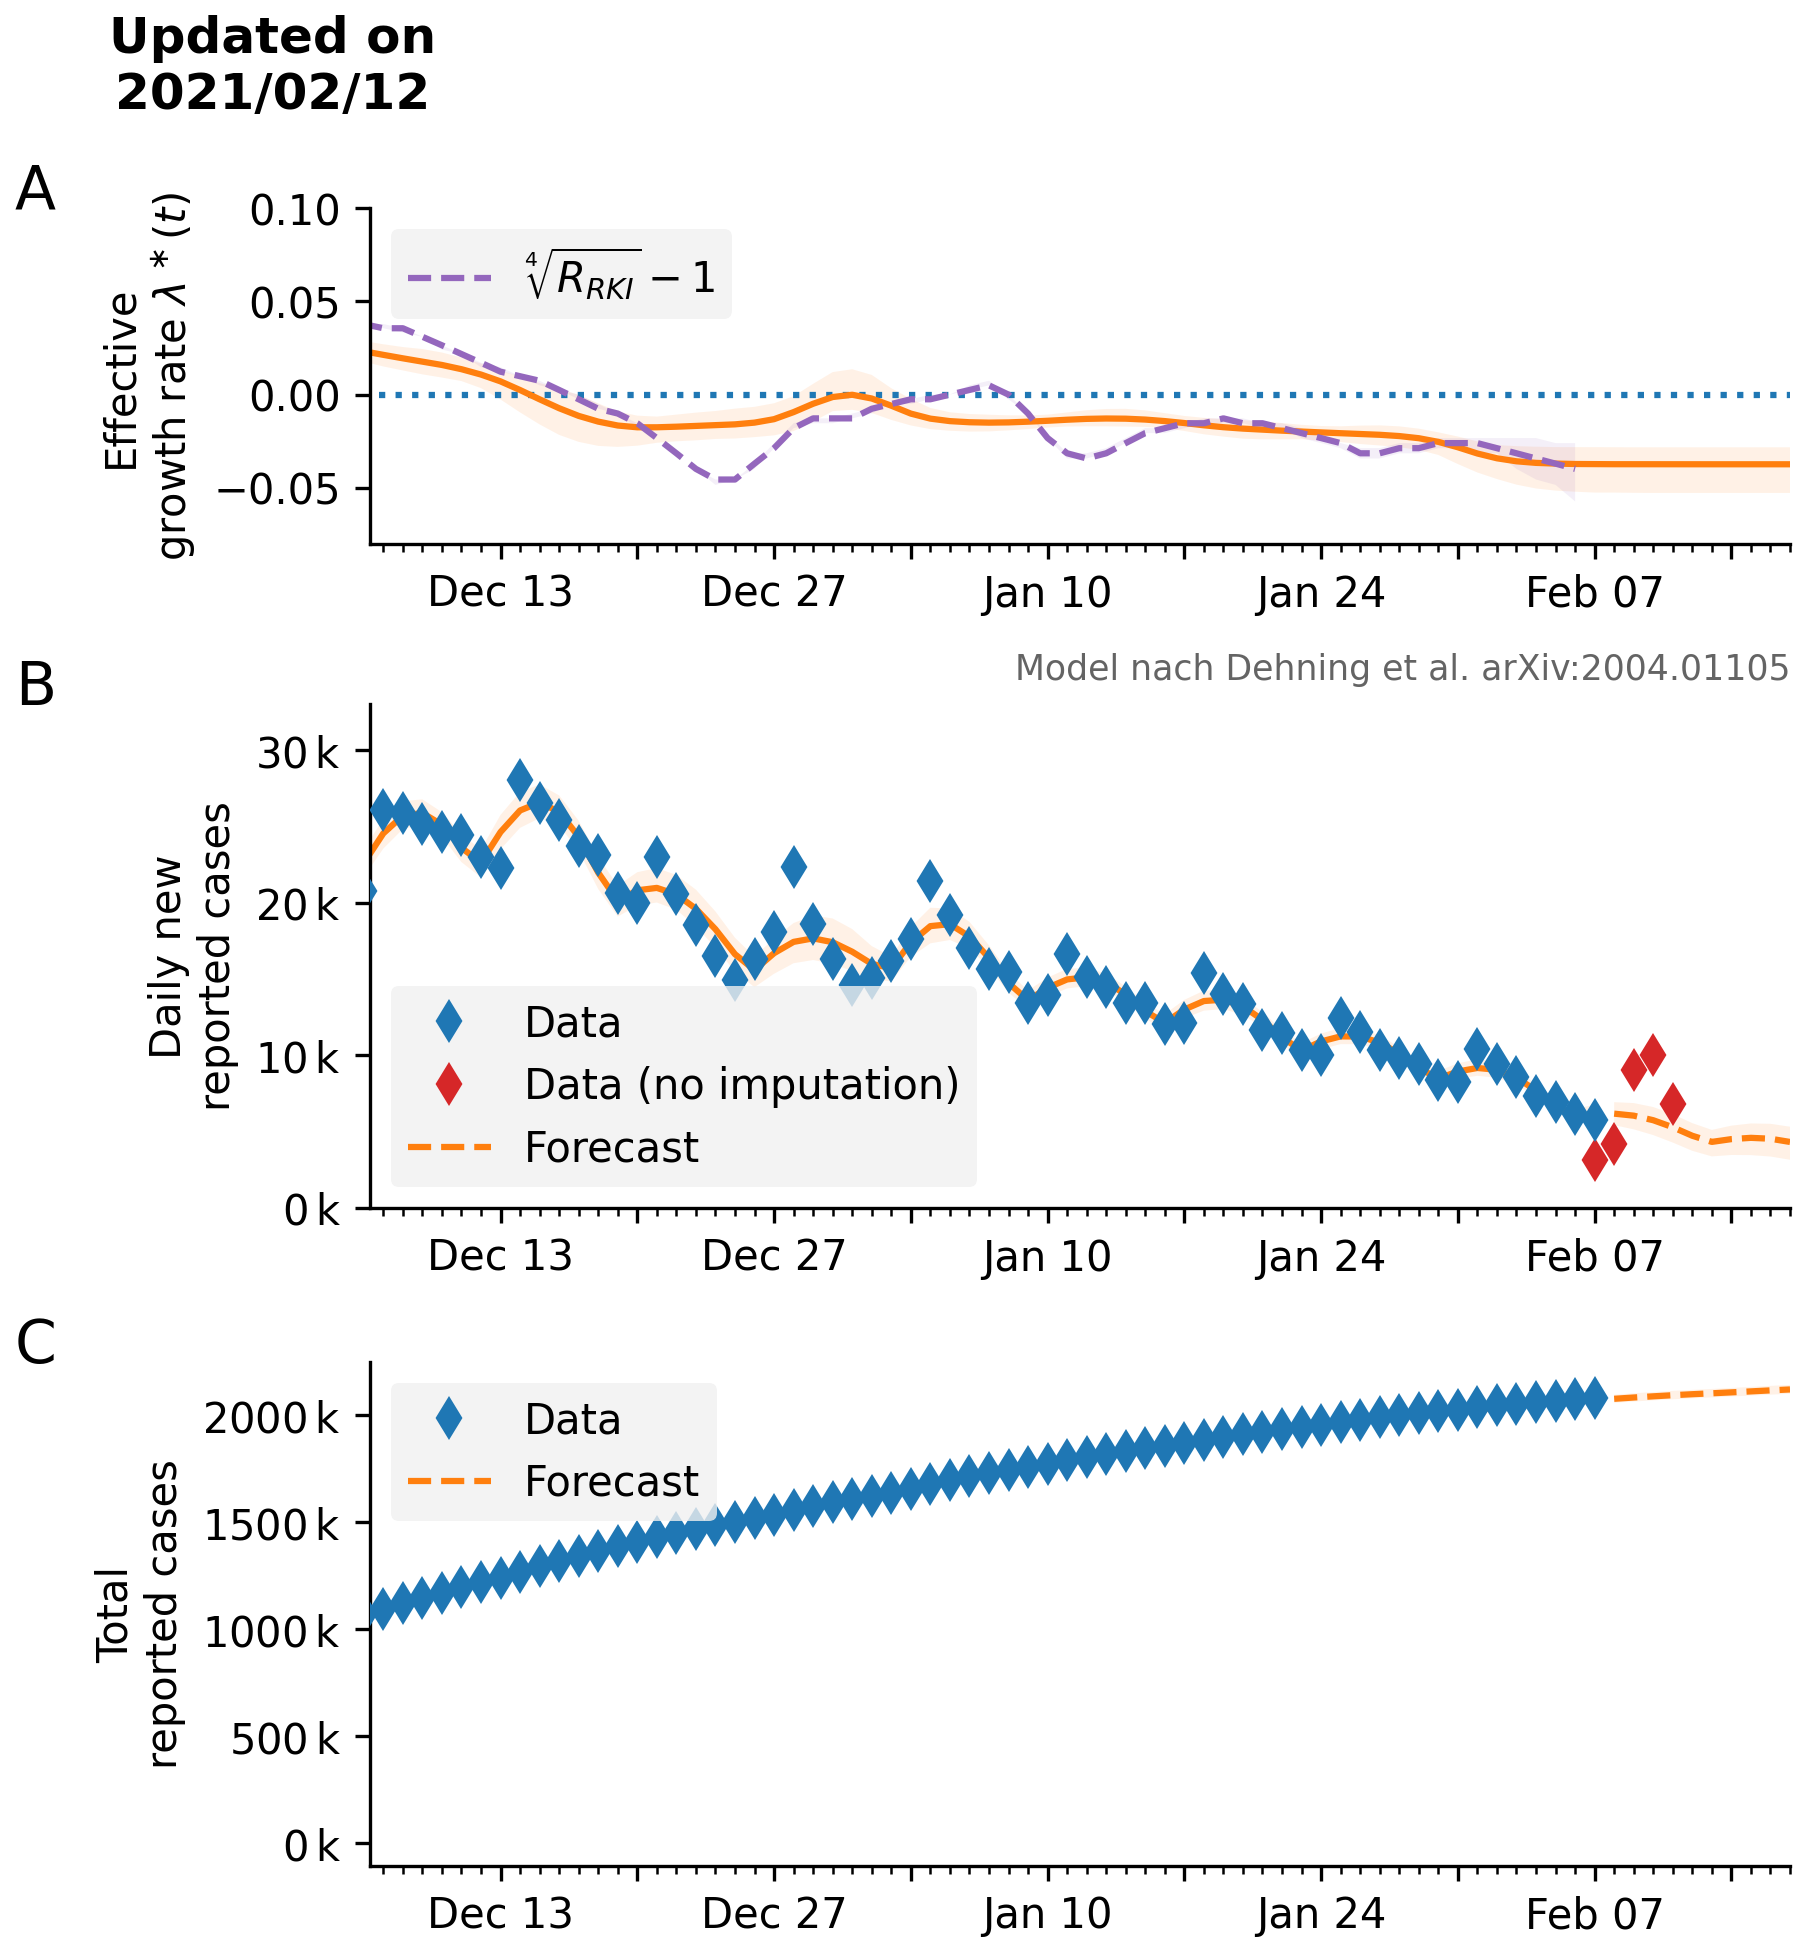 Updated on
2021/02/12
A
Effective
growth rate λ * (t)
0.10
0.05
0.00
−0.05
∜R_RKI − 1
Dec 13
Dec 27
Jan 10
Jan 24
Feb 07
Model nach Dehning et al. arXiv:2004.01105
B
Daily new
reported cases
30 k
20 k
10 k
0 k
Data
Data (no imputation)
Forecast
Dec 13
Dec 27
Jan 10
Jan 24
Feb 07
C
Total
reported cases
2000 k
1500 k
1000 k
500 k
0 k
Data
Forecast
Dec 13
Dec 27
Jan 10
Jan 24
Feb 07